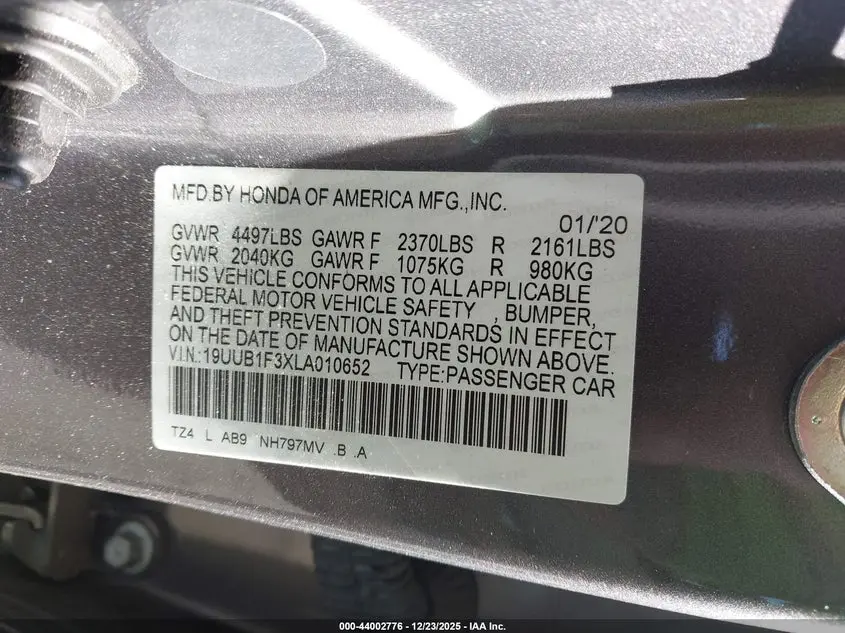 MFD.BY HONDA OF AMERICA MFG.,INC.
01/'20
GVWR 4497LBS GAWR F 2370LBS R 2161LBS
GVWR 2040KG GAWR F 1075KG R 980KG
THIS VEHICLE CONFORMS TO ALL APPLICABLE
FEDERAL MOTOR VEHICLE SAFETY , BUMPER,
AND THEFT PREVENTION STANDARDS IN EFFECT
ON THE DATE OF MANUFACTURE SHOWN ABOVE.
V.I.N.:19UUB1F3XLA010652 TYPE:PASSENGER CAR
TZ4 L AB9 NH797MV .B .A
000-44002776 - 12/23/2025 - IAA Inc.